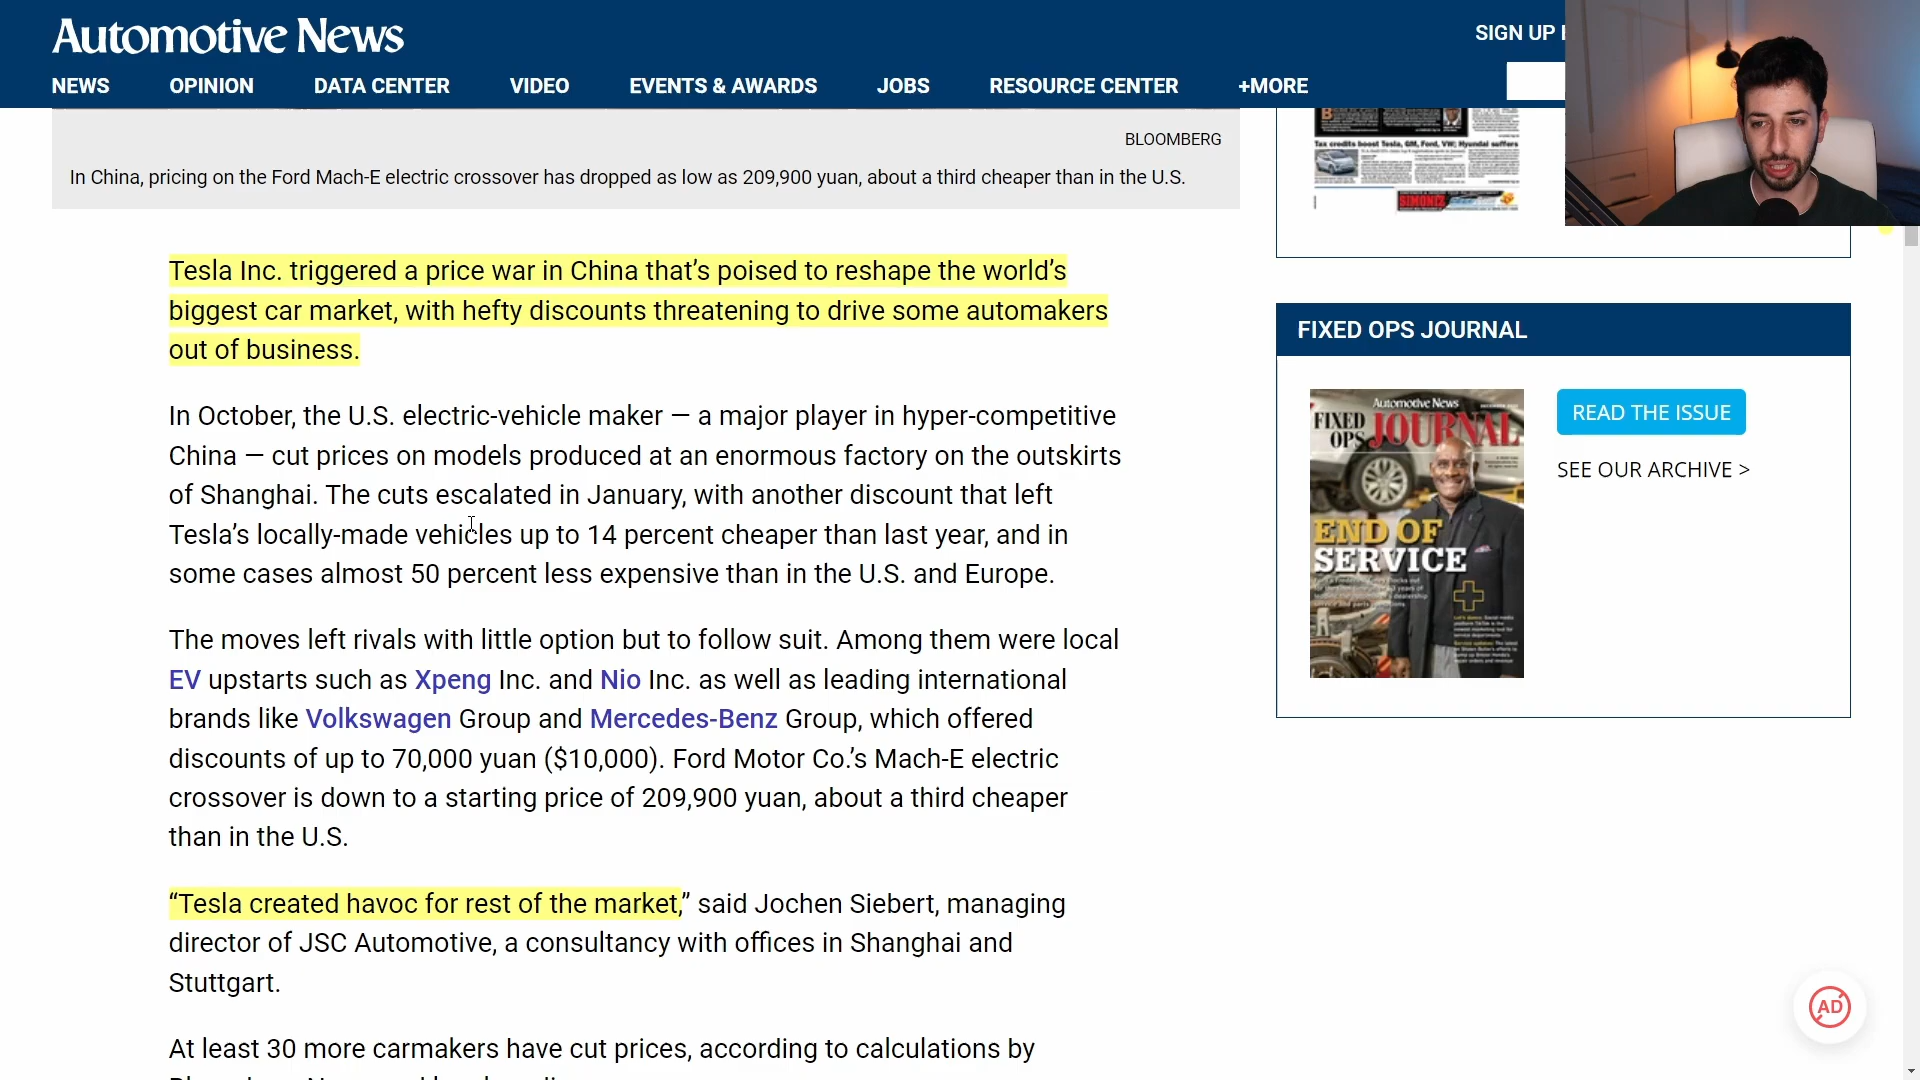 Automotive News
SIGN UP
NEWS OPINION DATA CENTER VIDEO EVENTS & AWARDS JOBS RESOURCE CENTER +MORE
BLOOMBERG
In China, pricing on the Ford Mach-E electric crossover has dropped as low as 209,900 yuan, about a third cheaper than in the U.S.
Tesla Inc. triggered a price war in China that’s poised to reshape the world’s
biggest car market, with hefty discounts threatening to drive some automakers
out of business.
In October, the U.S. electric-vehicle maker — a major player in hyper-competitive
China — cut prices on models produced at an enormous factory on the outskirts
of Shanghai. The cuts escalated in January, with another discount that left
Tesla’s locally-made vehicles up to 14 percent cheaper than last year, and in
some cases almost 50 percent less expensive than in the U.S. and Europe.
The moves left rivals with little option but to follow suit. Among them were local
EV upstarts such as Xpeng Inc. and Nio Inc. as well as leading international
brands like Volkswagen Group and Mercedes-Benz Group, which offered
discounts of up to 70,000 yuan ($10,000). Ford Motor Co.’s Mach-E electric
crossover is down to a starting price of 209,900 yuan, about a third cheaper
than in the U.S.
“Tesla created havoc for rest of the market,” said Jochen Siebert, managing
director of JSC Automotive, a consultancy with offices in Shanghai and
Stuttgart.
At least 30 more carmakers have cut prices, according to calculations by
Tax credits boost Tesla, GM, Ford, VW; Hyundai suffers
SIMONIZ
FIXED OPS JOURNAL
Automotive News
FIXED
OPS JOURNAL
END OF
SERVICE
READ THE ISSUE
SEE OUR ARCHIVE >
AD